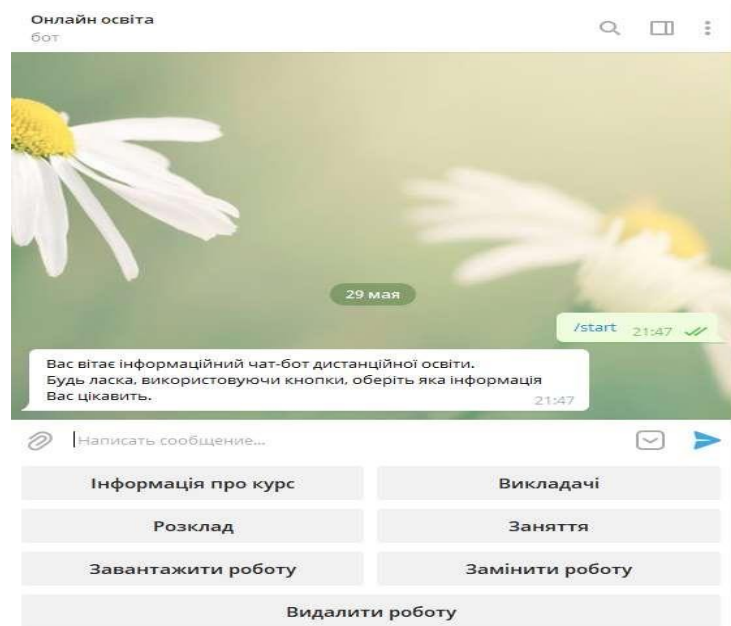 Онлайн освіта
бот
29 мая
/start 21:47
Вас вітає інформаційний чат-бот дистанційної освіти.
Будь ласка, використовуючи кнопки, оберіть яка інформація
Вас цікавить.
21:47
Написать сообщение...
Інформація про курс
Викладачі
Розклад
Заняття
Завантажити роботу
Замінити роботу
Видалити роботу